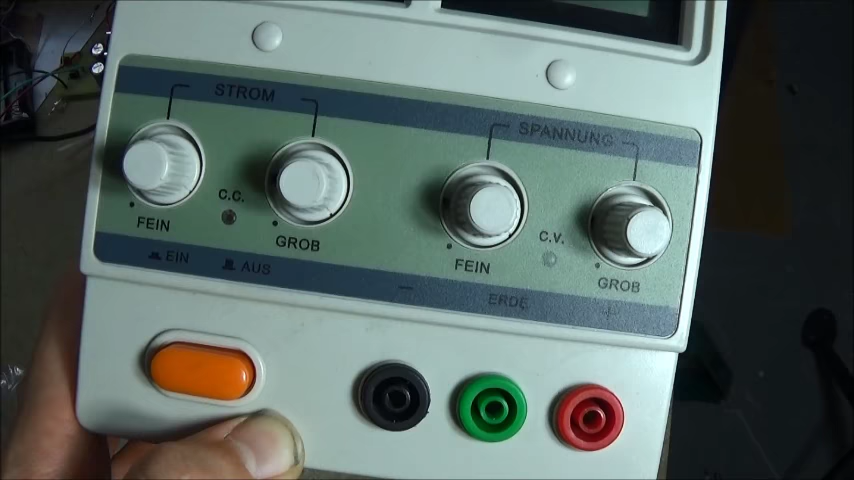 STROM
SPANNUNG
C.C.
FEIN
GROB
C.V.
FEIN
GROB
EIN
AUS
−
ERDE
+